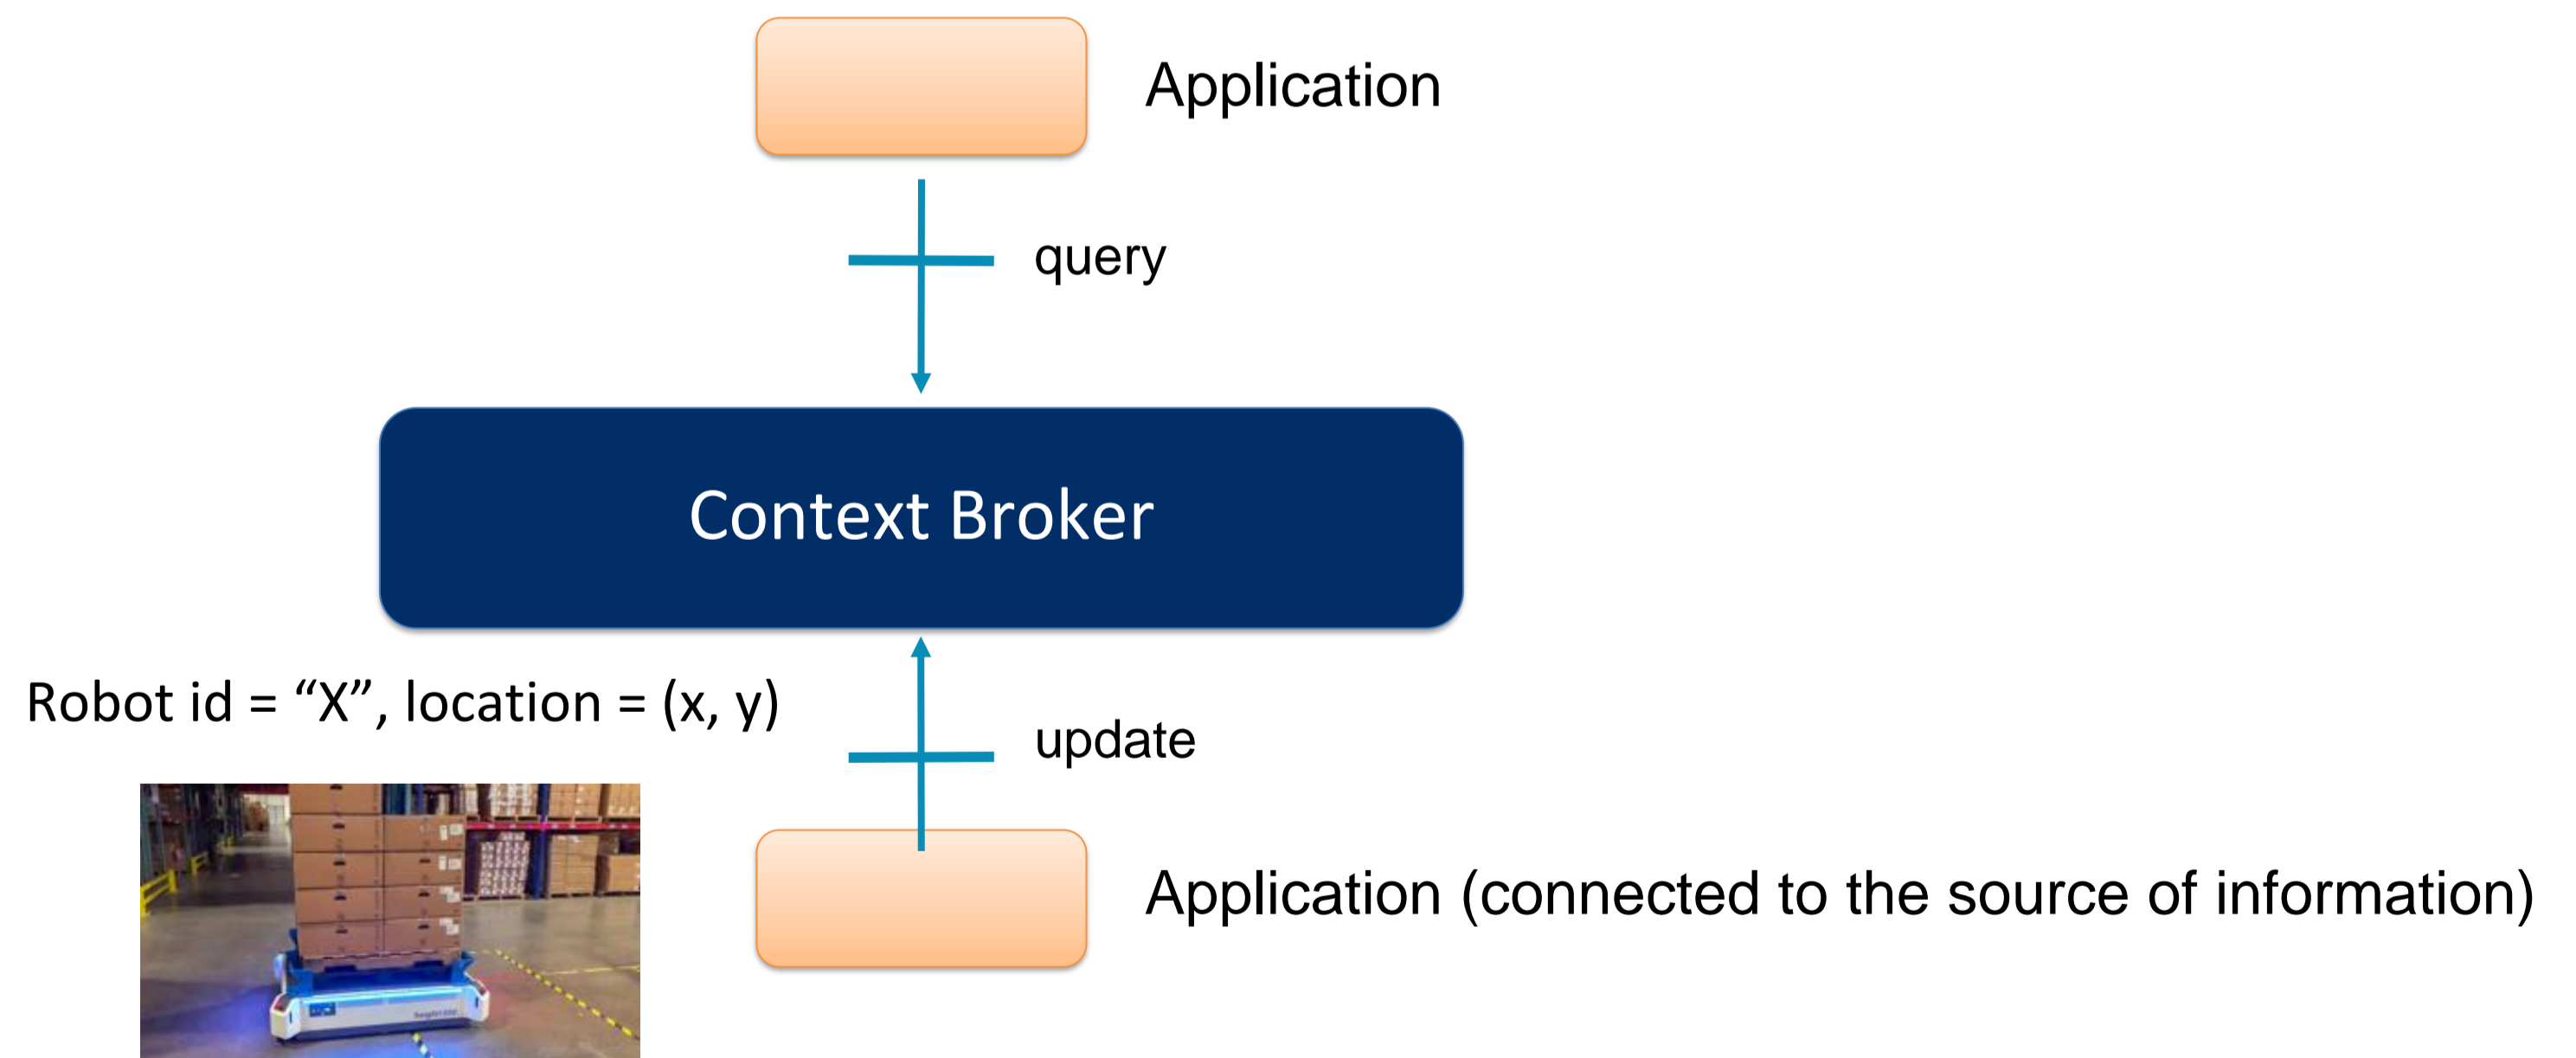 Application
query
Context Broker
Robot id = “X”, location = (x, y)
update
Application (connected to the source of information)